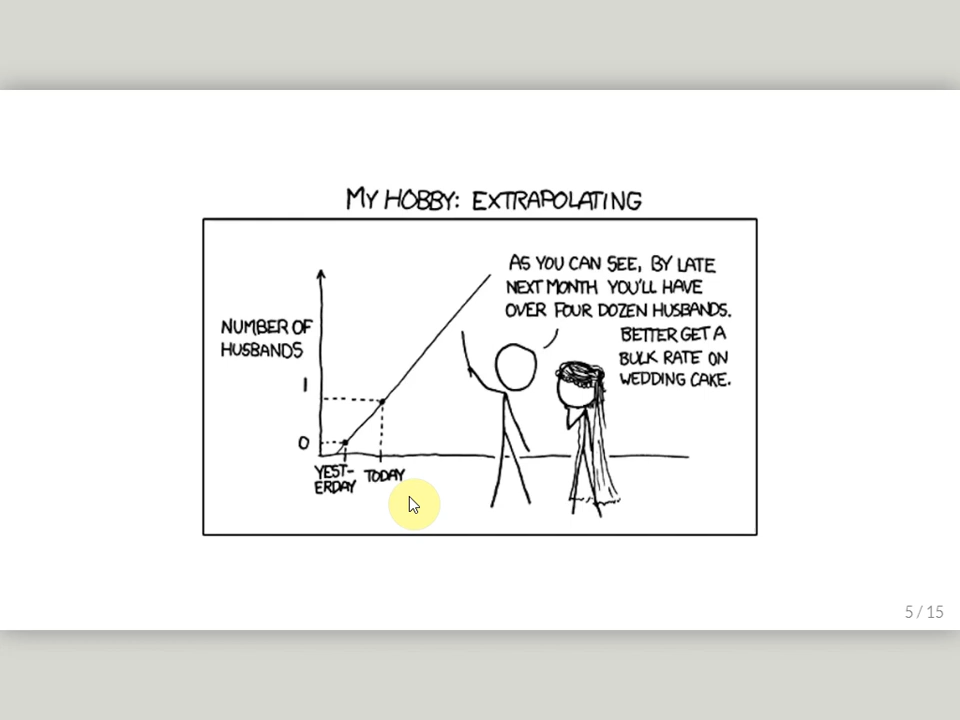 MY HOBBY: EXTRAPOLATING
AS YOU CAN SEE, BY LATE
NEXT MONTH YOU'LL HAVE
OVER FOUR DOZEN HUSBANDS.
BETTER GET A
BULK RATE ON
WEDDING CAKE.
NUMBER OF
HUSBANDS
1
0
YEST-
ERDAY
TODAY
5 / 15